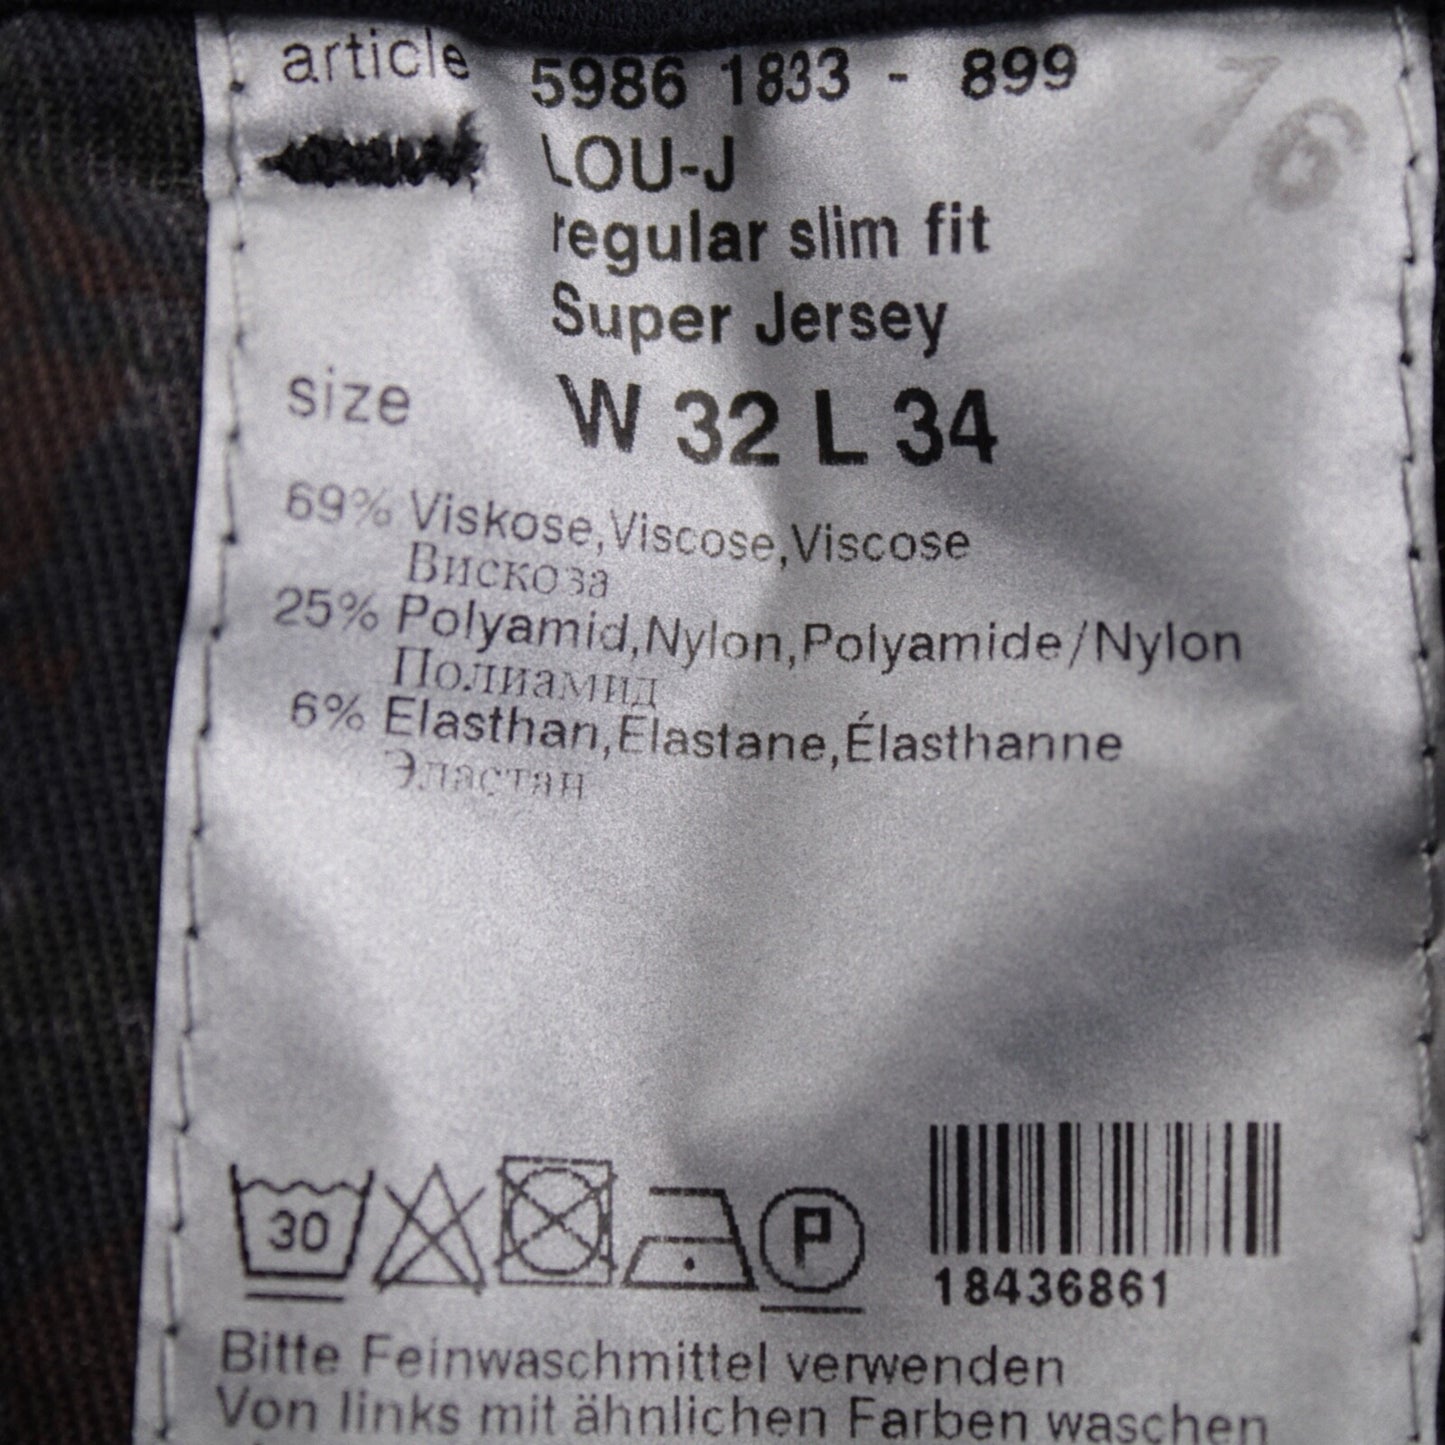 article 5986 1833 - 899
76
LOU-J
regular slim fit
Super Jersey
size W 32 L 34
69% Viskose,Viscose,Viscose
Вискоза
25% Polyamid,Nylon,Polyamide/Nylon
Полиамид
6% Elasthan,Elastane,Élasthanne
Эластан
30
P
18436861
Bitte Feinwaschmittel verwenden
Von links mit ähnlichen Farben waschen